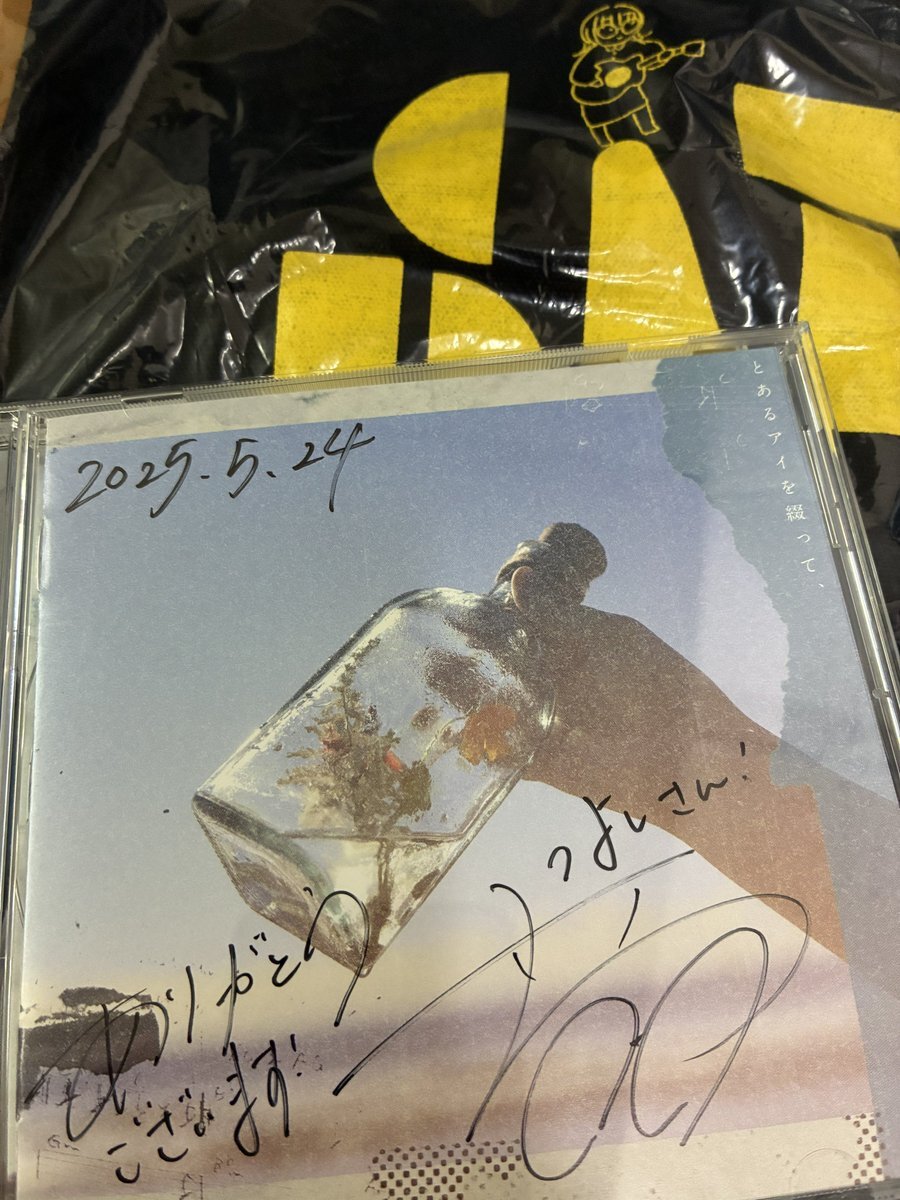 2025.5.24
とあるアイを綴って、
つよしさん!
ありがとう
ございます!